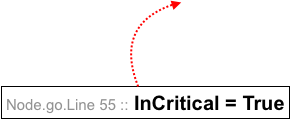 Node.go.Line 55 :: InCritical = True